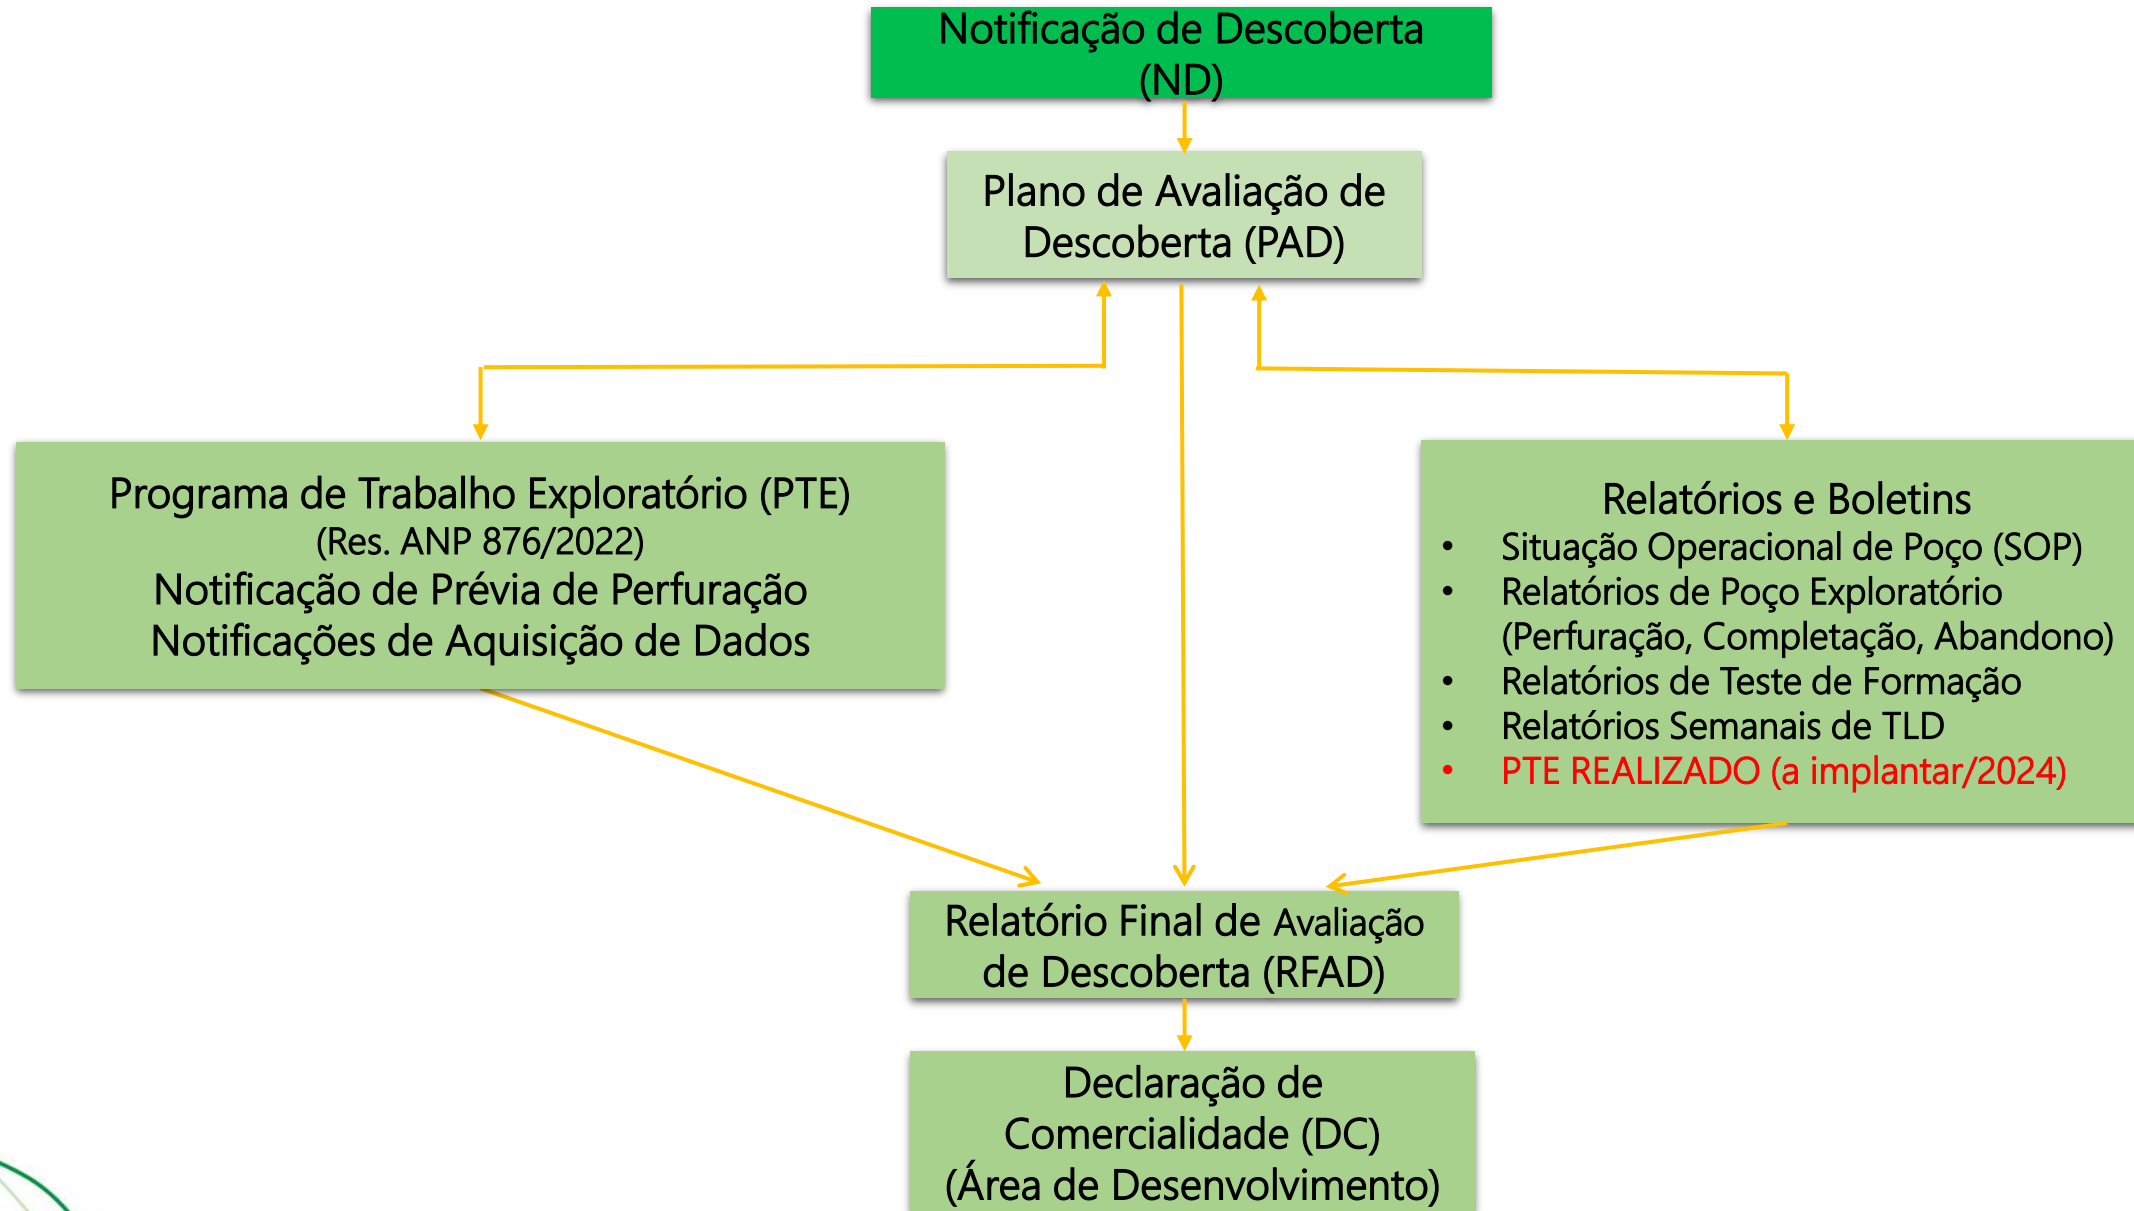 Notificação de Descoberta
(ND)
Plano de Avaliação de
Descoberta (PAD)
Programa de Trabalho Exploratório (PTE)
(Res. ANP 876/2022)
Notificação de Prévia de Perfuração
Notificações de Aquisição de Dados
Relatórios e Boletins
• Situação Operacional de Poço (SOP)
• Relatórios de Poço Exploratório
(Perfuração, Completação, Abandono)
• Relatórios de Teste de Formação
• Relatórios Semanais de TLD
• PTE REALIZADO (a implantar/2024)
Relatório Final de Avaliação
de Descoberta (RFAD)
Declaração de
Comercialidade (DC)
(Área de Desenvolvimento)